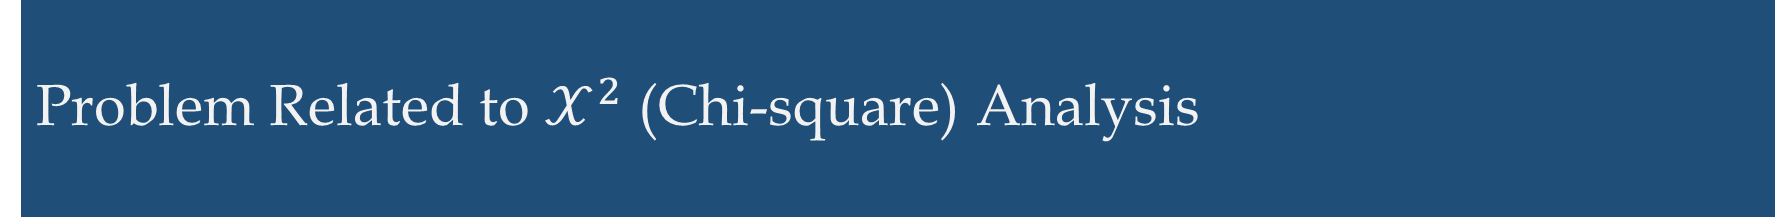 Problem Related to 𝒳² (Chi-square) Analysis